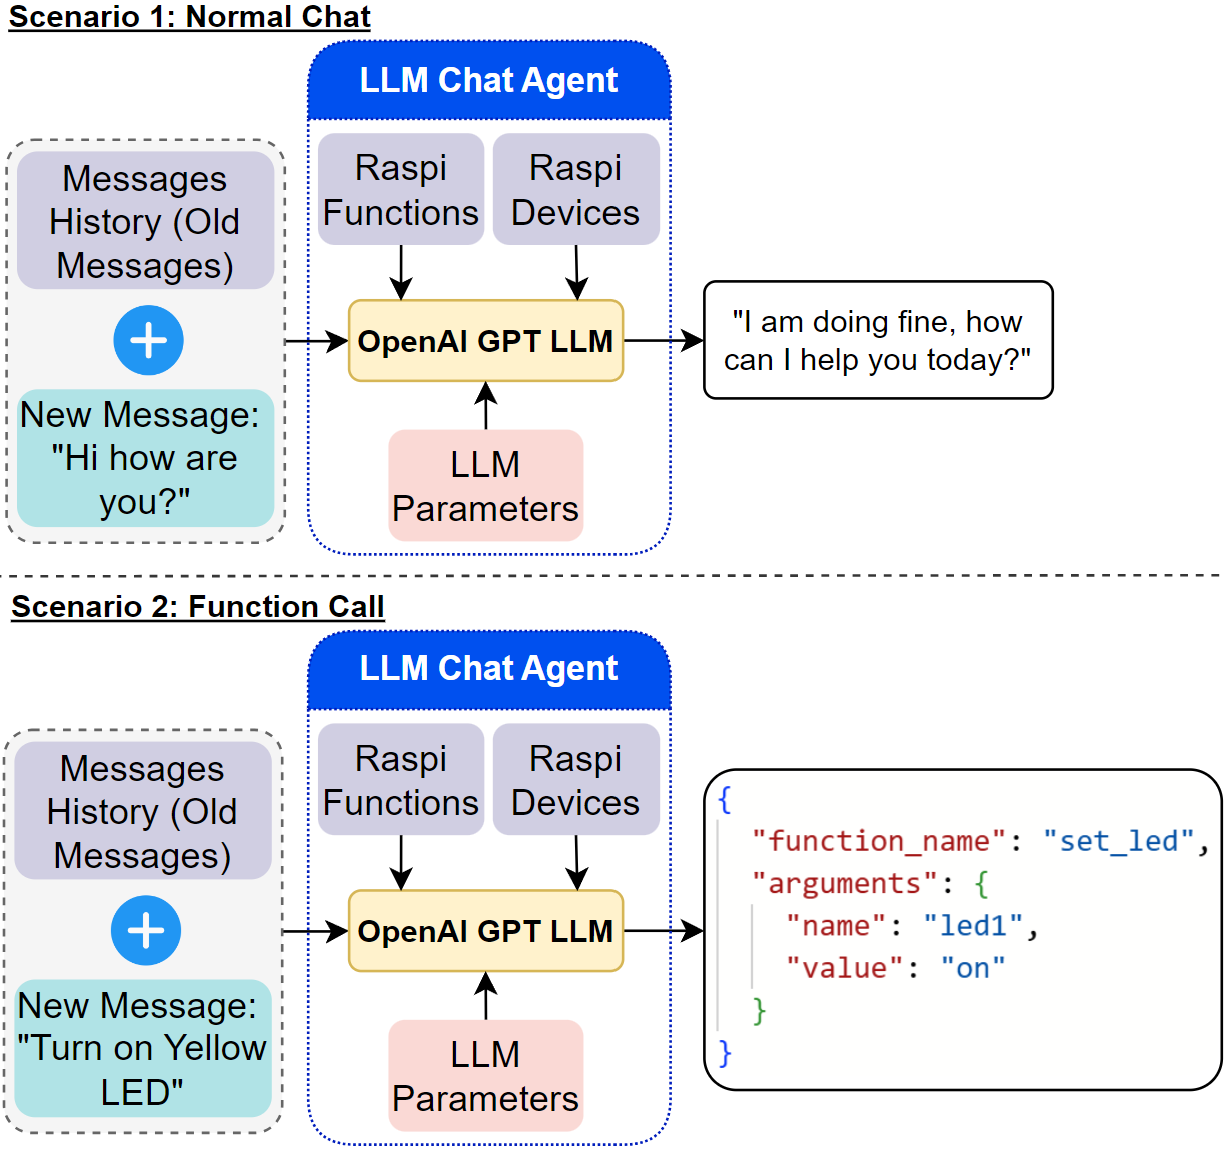 Scenario 1: Normal Chat
LLM Chat Agent
Messages
History (Old
Messages)
New Message:
"Hi how are
you?"
Raspi
Functions
Raspi
Devices
OpenAI GPT LLM
LLM
Parameters
"I am doing fine, how
can I help you today?"
Scenario 2: Function Call
LLM Chat Agent
Messages
History (Old
Messages)
New Message:
"Turn on Yellow
LED"
Raspi
Functions
Raspi
Devices
OpenAI GPT LLM
LLM
Parameters
{
"function_name": "set_led",
"arguments": {
"name": "led1",
"value": "on"
}
}